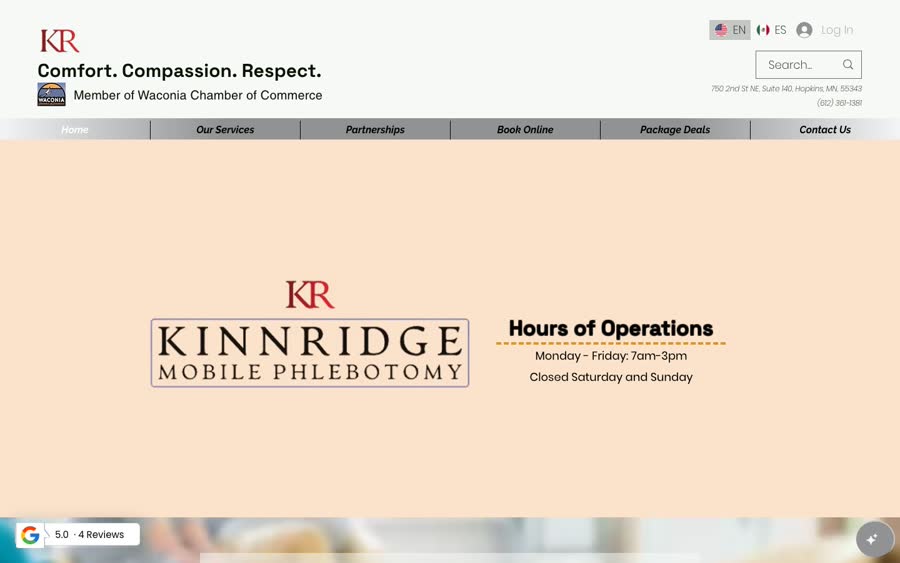 KR
Comfort. Compassion. Respect.
WACONIA
Member of Waconia Chamber of Commerce
EN
ES
Log In
Search...
750 2nd St NE, Suite 140, Hopkins, MN, 55343
(612) 361-1381
Home
Our Services
Partnerships
Book Online
Package Deals
Contact Us
KR
KINNRIDGE
MOBILE PHLEBOTOMY
Hours of Operations
Monday - Friday: 7am-3pm
Closed Saturday and Sunday
G
5.0 · 4 Reviews